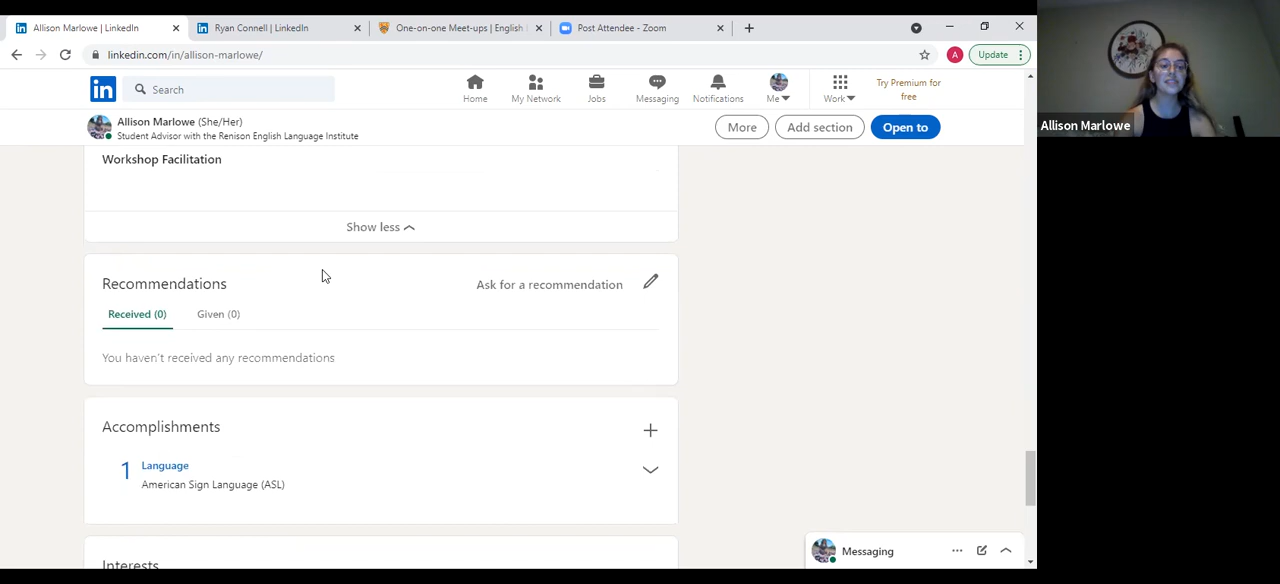 Allison Marlowe | LinkedIn
Ryan Connell | LinkedIn
One-on-one Meet-ups | English
Post Attendee - Zoom
linkedin.com/in/allison-marlowe/
A
Update
in
Search
Home
My Network
Jobs
Messaging
Notifications
Me
Work
Try Premium for
free
Allison Marlowe (She/Her)
Student Advisor with the Renison English Language Institute
More
Add section
Open to
Workshop Facilitation
Show less
Recommendations
Ask for a recommendation
Received (0)
Given (0)
You haven't received any recommendations
Accomplishments
1
Language
American Sign Language (ASL)
Interests
Messaging
Allison Marlowe